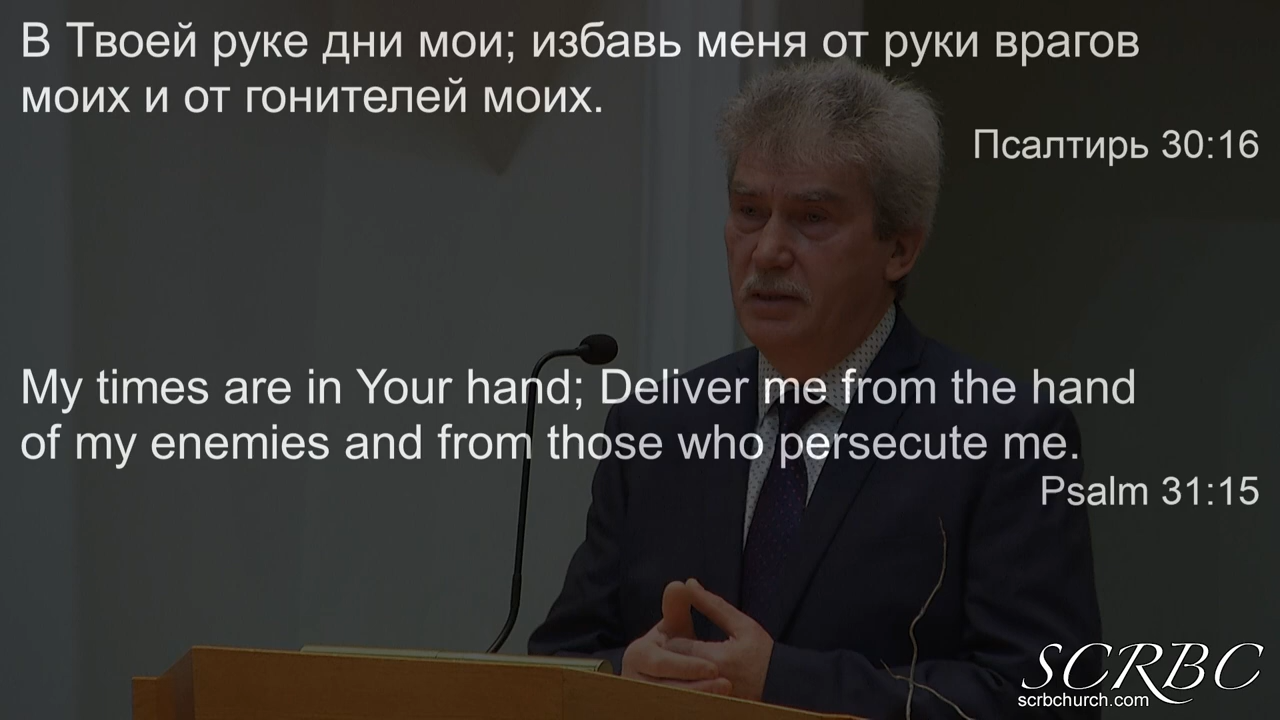 В Твоей руке дни мои; избавь меня от руки врагов
моих и от гонителей моих.
Псалтирь 30:16
My times are in Your hand; Deliver me from the hand
of my enemies and from those who persecute me.
Psalm 31:15
SCRBC
scrbchurch.com